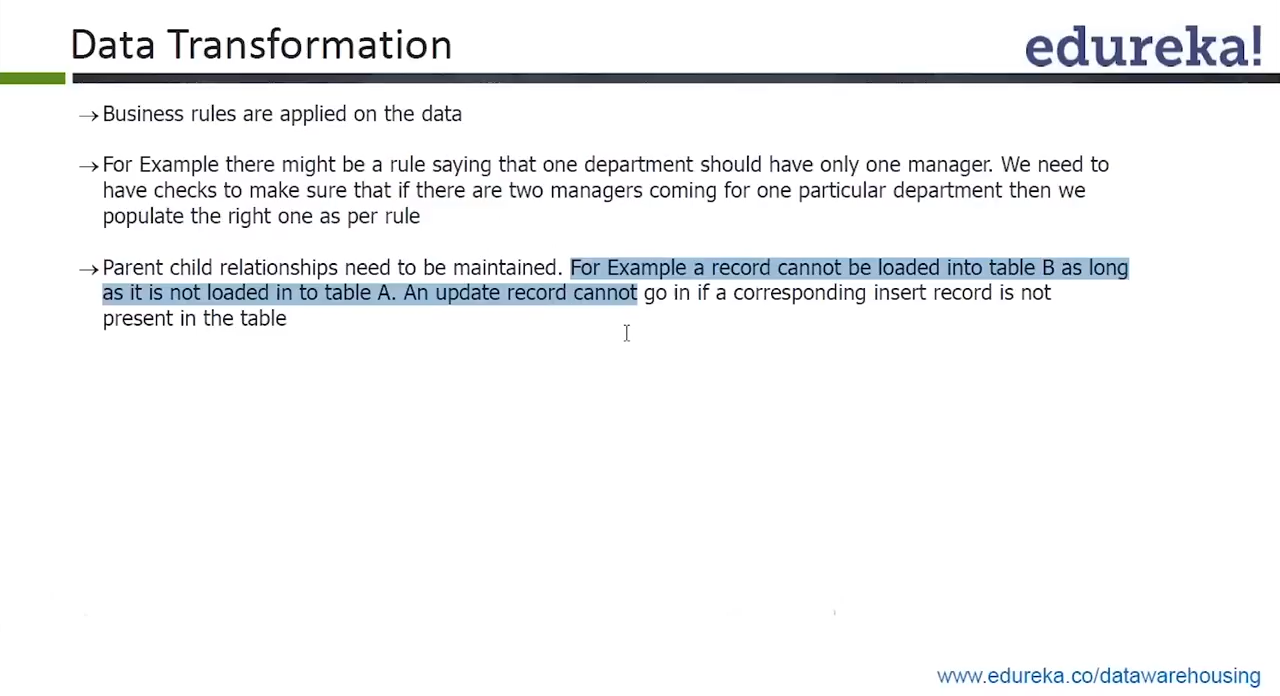 Data Transformation
edureka!
→Business rules are applied on the data
→For Example there might be a rule saying that one department should have only one manager. We need to
have checks to make sure that if there are two managers coming for one particular department then we
populate the right one as per rule
→Parent child relationships need to be maintained. For Example a record cannot be loaded into table B as long
as it is not loaded in to table A. An update record cannot go in if a corresponding insert record is not
present in the table
www.edureka.co/datawarehousing